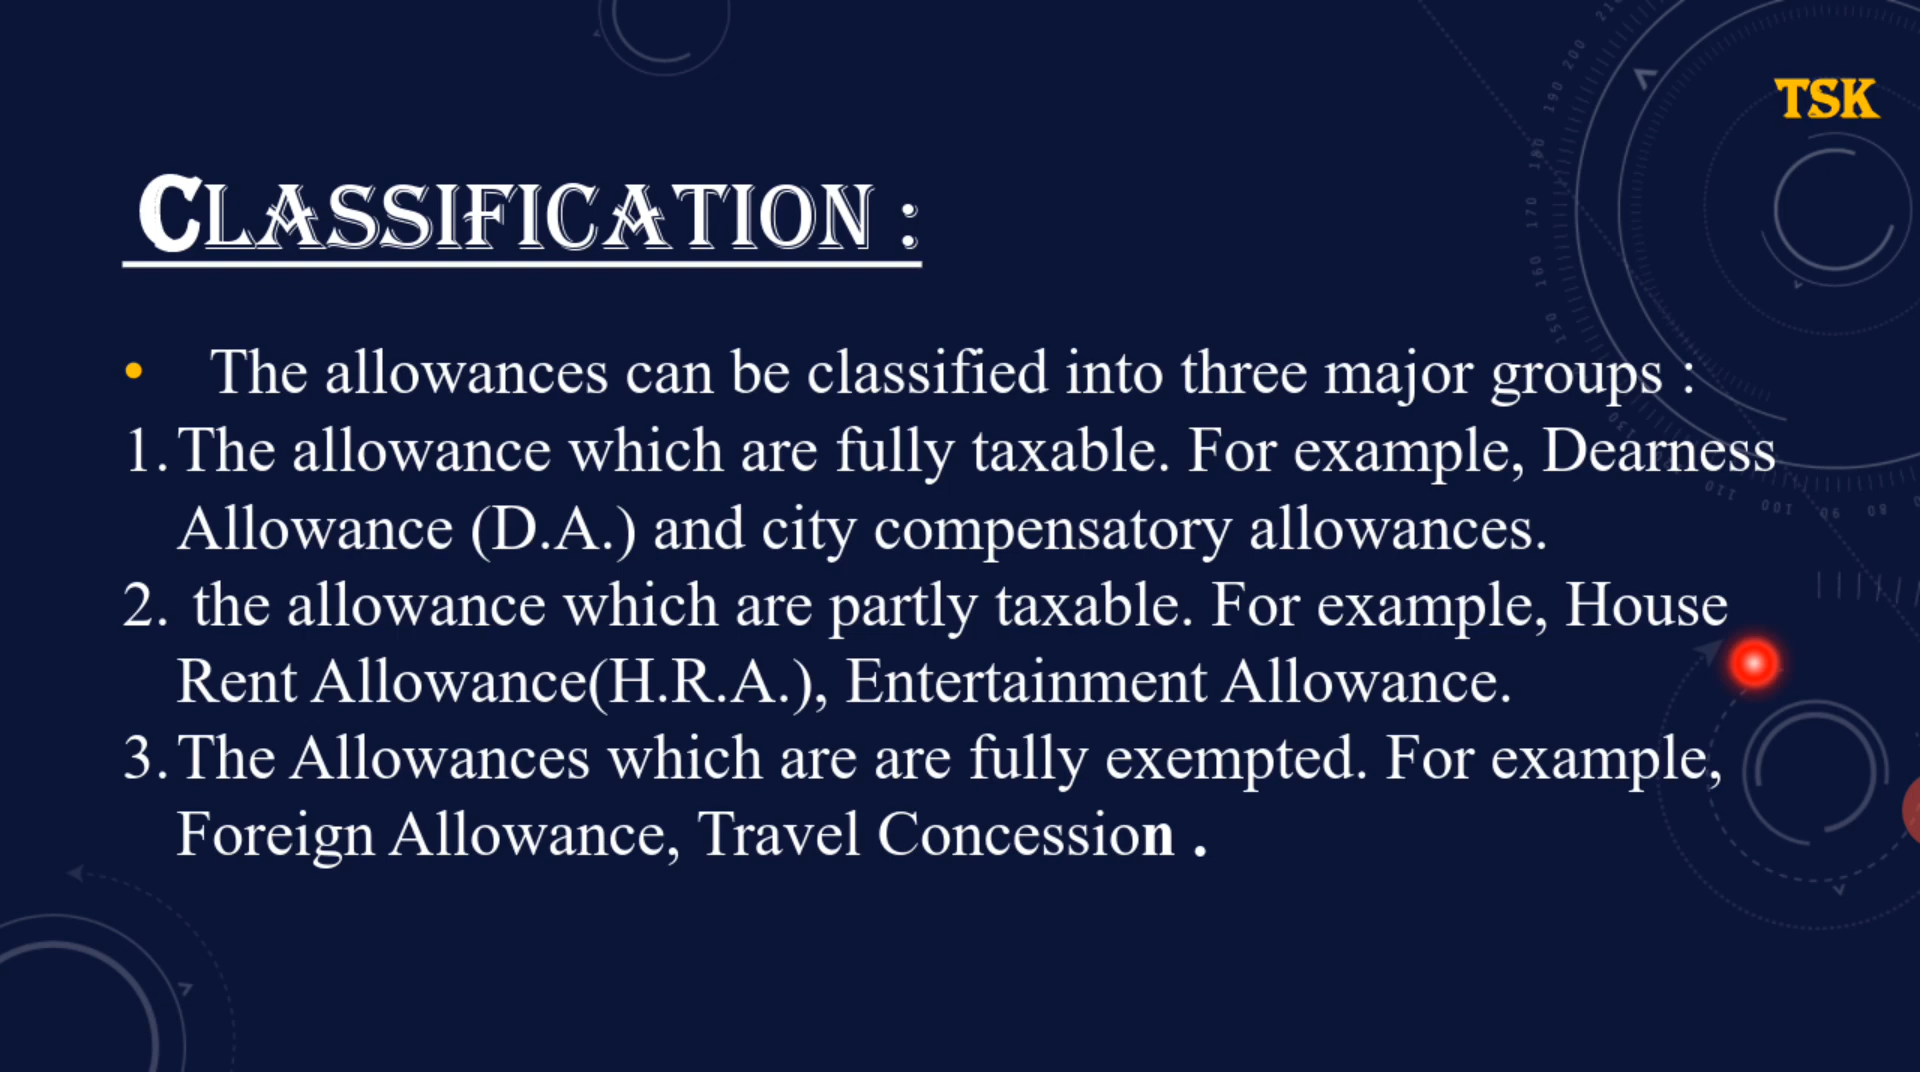 TSK
CLASSIFICATION :
• The allowances can be classified into three major groups :
1. The allowance which are fully taxable. For example, Dearness
Allowance (D.A.) and city compensatory allowances.
2. the allowance which are partly taxable. For example, House
Rent Allowance(H.R.A.), Entertainment Allowance.
3. The Allowances which are are fully exempted. For example,
Foreign Allowance, Travel Concession .